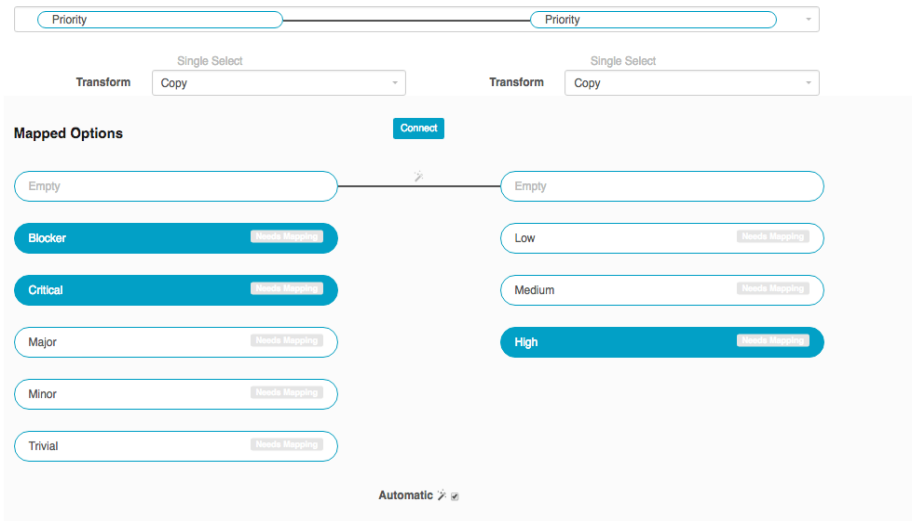 Priority Priority
Single Select Single Select
Transform Copy Transform Copy
Mapped Options Connect
Empty Empty
Blocker Needs Mapping Low Needs Mapping
Critical Needs Mapping Medium Needs Mapping
Major Needs Mapping High Needs Mapping
Minor Needs Mapping
Trivial Needs Mapping
Automatic